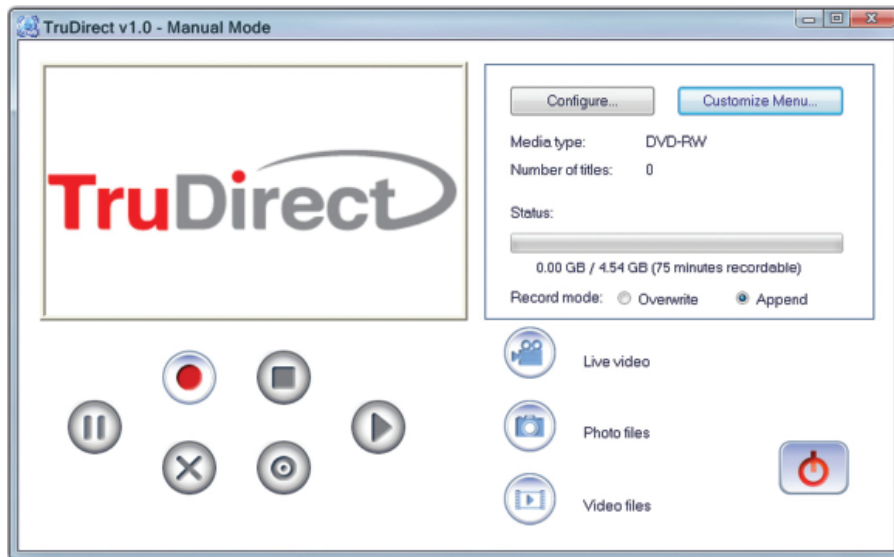 TruDirect v1.0 - Manual Mode
TruDirect
Configure...
Customize Menu...
Media type: DVD-RW
Number of titles: 0
Status:
0.00 GB / 4.54 GB (75 minutes recordable)
Record mode: Overwrite Append
Live video
Photo files
Video files